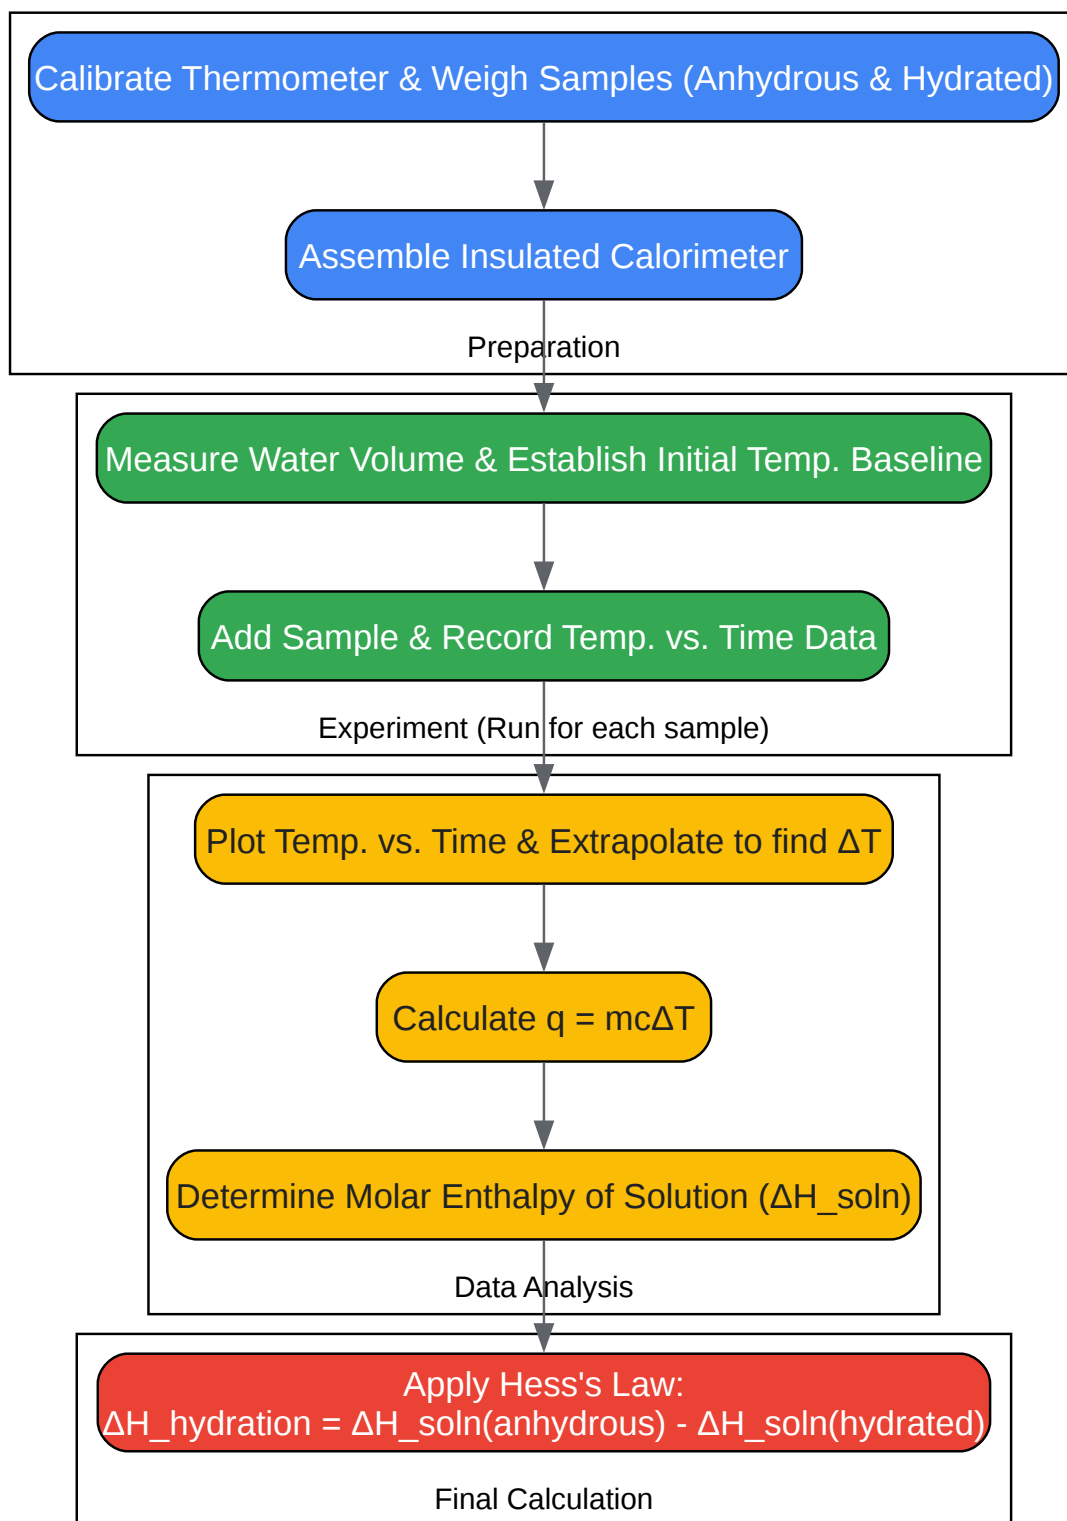 Calibrate Thermometer & Weigh Samples (Anhydrous & Hydrated)
Assemble Insulated Calorimeter
Preparation
Measure Water Volume & Establish Initial Temp. Baseline
Add Sample & Record Temp. vs. Time Data
Experiment (Run for each sample)
Plot Temp. vs. Time & Extrapolate to find ΔT
Calculate q = mcΔT
Determine Molar Enthalpy of Solution (ΔH_soln)
Data Analysis
Apply Hess's Law:
ΔH_hydration = ΔH_soln(anhydrous) - ΔH_soln(hydrated)
Final Calculation